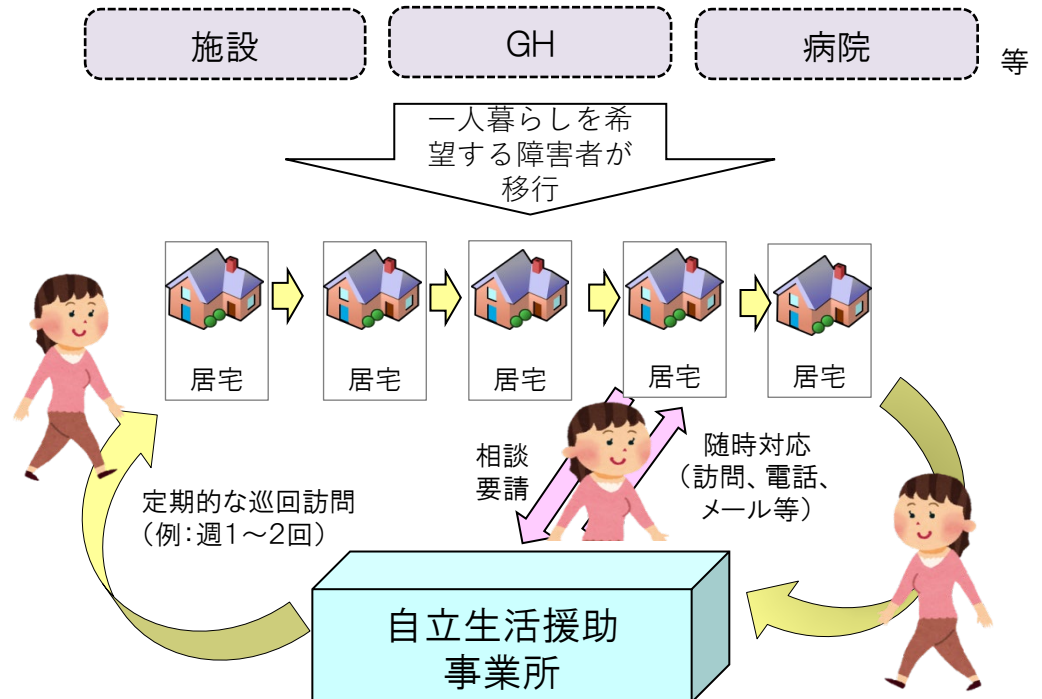 施設
GH
病院
等
一人暮らしを希
望する障害者が
移行
居宅
居宅
居宅
居宅
居宅
相談
要請
随時対応
（訪問、電話、
メール等）
定期的な巡回訪問
（例：週1～2回）
自立生活援助
事業所